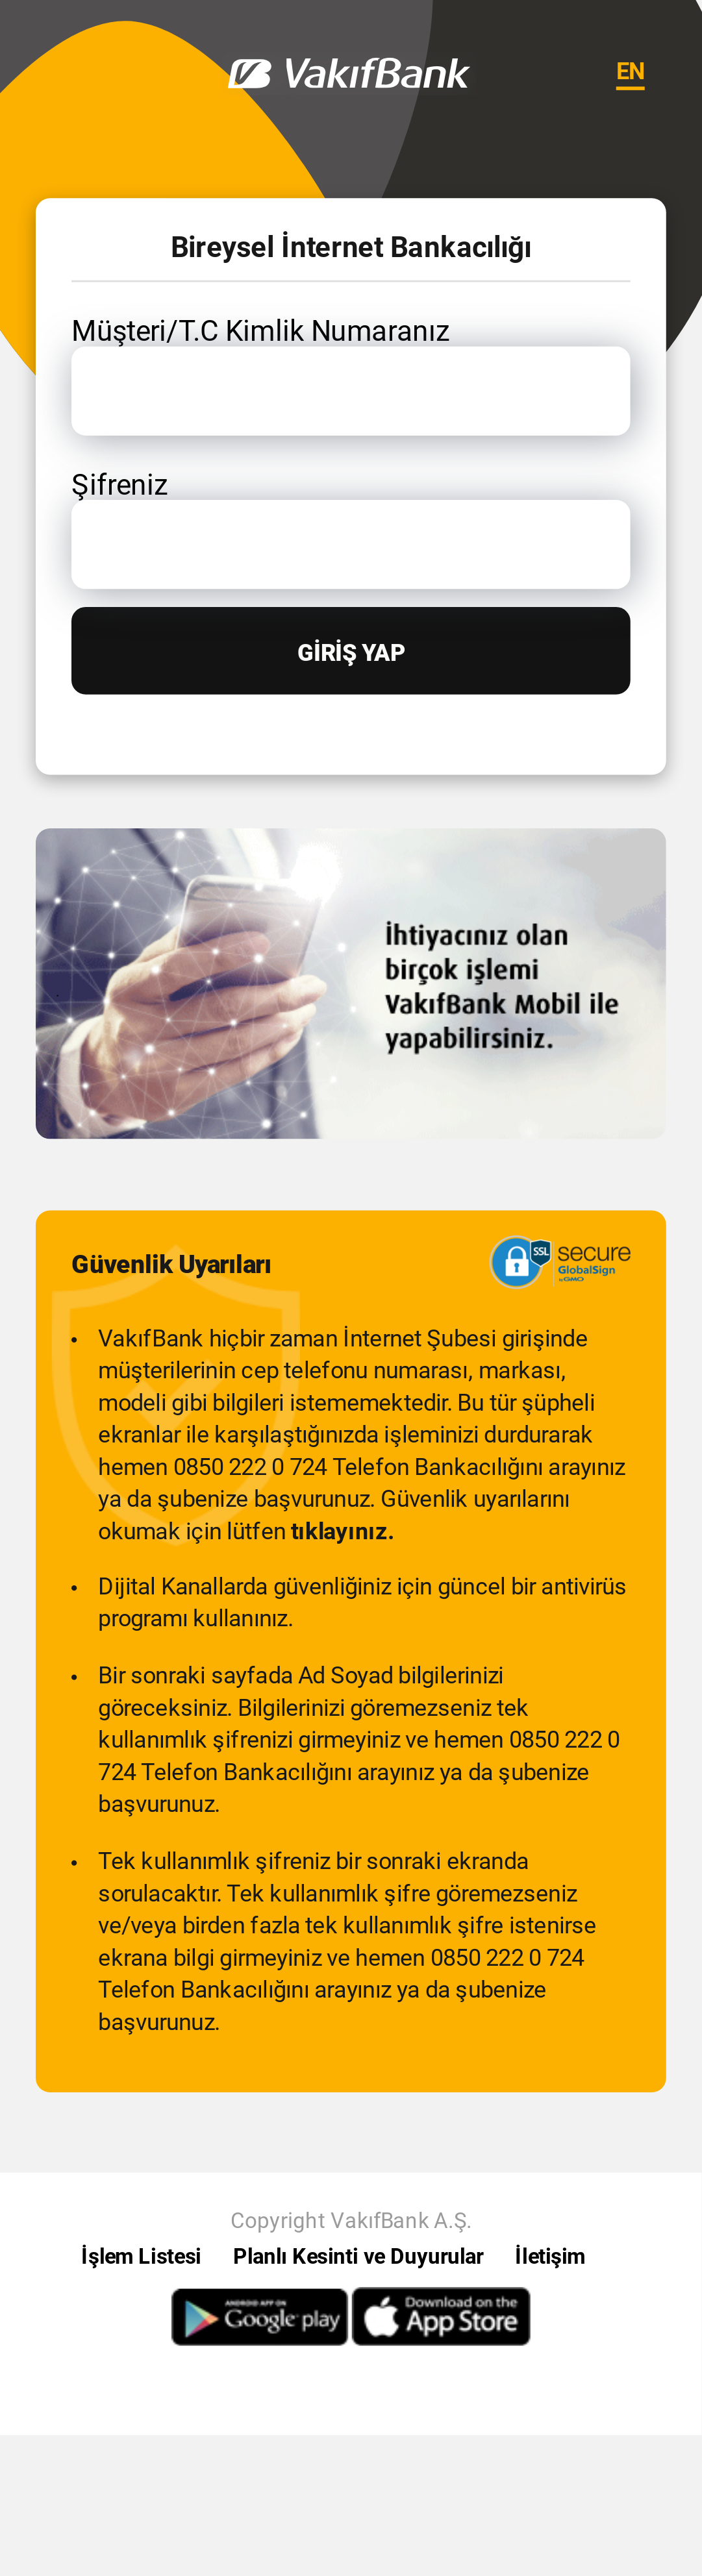 VakıfBank
EN
Bireysel İnternet Bankacılığı
Müşteri/T.C Kimlik Numaranız
Şifreniz
GİRİŞ YAP
İhtiyacınız olan
birçok işlemi
VakıfBank Mobil ile
yapabilirsiniz.
Güvenlik Uyarıları
SSL
secure
GlobalSign
by GMO
• VakıfBank hiçbir zaman İnternet Şubesi girişinde
müşterilerinin cep telefonu numarası, markası,
modeli gibi bilgileri istememektedir. Bu tür şüpheli
ekranlar ile karşılaştığınızda işleminizi durdurarak
hemen 0850 222 0 724 Telefon Bankacılığını arayınız
ya da şubenize başvurunuz. Güvenlik uyarılarını
okumak için lütfen tıklayınız.
• Dijital Kanallarda güvenliğiniz için güncel bir antivirüs
programı kullanınız.
• Bir sonraki sayfada Ad Soyad bilgilerinizi
göreceksiniz. Bilgilerinizi göremezseniz tek
kullanımlık şifrenizi girmeyiniz ve hemen 0850 222 0
724 Telefon Bankacılığını arayınız ya da şubenize
başvurunuz.
• Tek kullanımlık şifreniz bir sonraki ekranda
sorulacaktır. Tek kullanımlık şifre göremezseniz
ve/veya birden fazla tek kullanımlık şifre istenirse
ekrana bilgi girmeyiniz ve hemen 0850 222 0 724
Telefon Bankacılığını arayınız ya da şubenize
başvurunuz.
Copyright VakıfBank A.Ş.
İşlem Listesi Planlı Kesinti ve Duyurular İletişim
ANDROID APP ON
Google play
Download on the
App Store